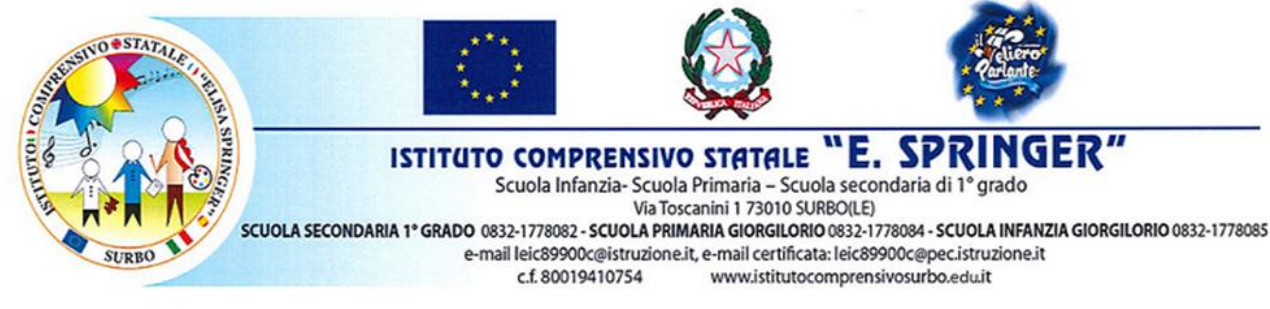 ISTITUTO COMPRENSIVO STATALE "ELISA SPRINGER"
SURBO
REPVBBLICA ITALIANA
il
Veliero
Parlante
ISTITUTO COMPRENSIVO STATALE "E. SPRINGER"
Scuola Infanzia- Scuola Primaria – Scuola secondaria di 1° grado
Via Toscanini 1 73010 SURBO(LE)
SCUOLA SECONDARIA 1° GRADO 0832-1778082 - SCUOLA PRIMARIA GIORGILORIO 0832-1778084 - SCUOLA INFANZIA GIORGILORIO 0832-1778085
e-mail leic89900c@istruzione.it, e-mail certificata: leic89900c@pec.istruzione.it
c.f. 80019410754 www.istitutocomprensivosurbo.edu.it